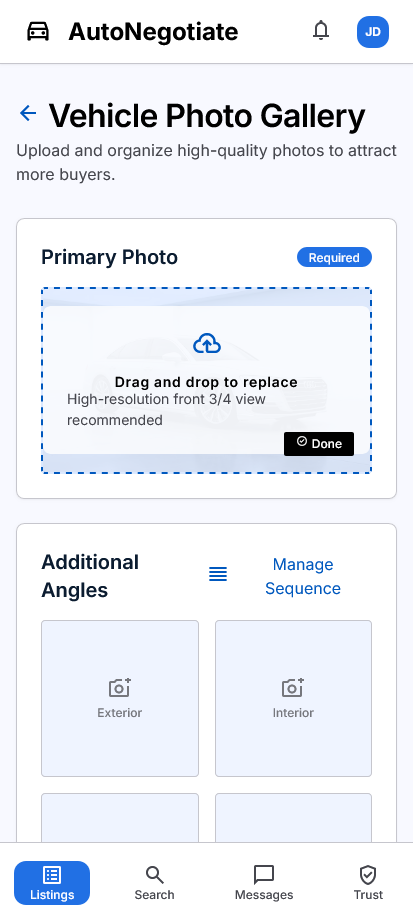 AutoNegotiate
JD
Vehicle Photo Gallery
Upload and organize high-quality photos to attract
more buyers.
Primary Photo
Required
Drag and drop to replace
High-resolution front 3/4 view
recommended
Done
Additional
Angles
Manage
Sequence
Exterior
Interior
Listings
Search
Messages
Trust